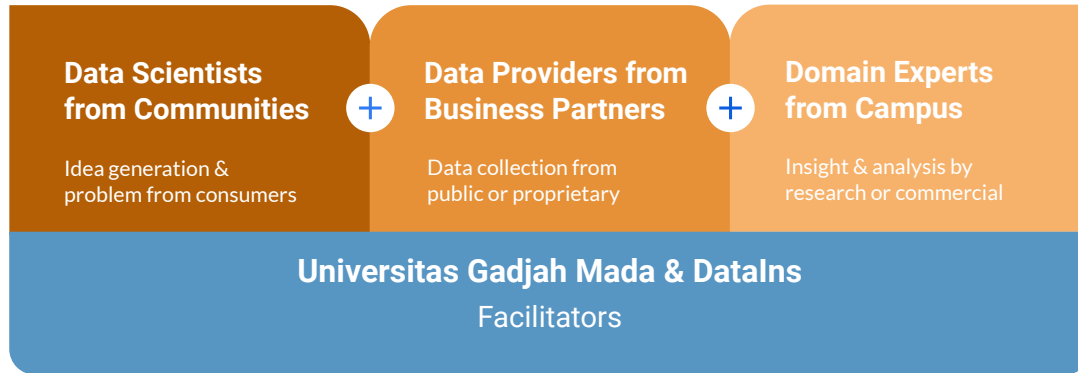 Data Scientists
from Communities
Idea generation &
problem from consumers
+
Data Providers from
Business Partners
Data collection from
public or proprietary
+
Domain Experts
from Campus
Insight & analysis by
research or commercial
Universitas Gadjah Mada & DataIns
Facilitators